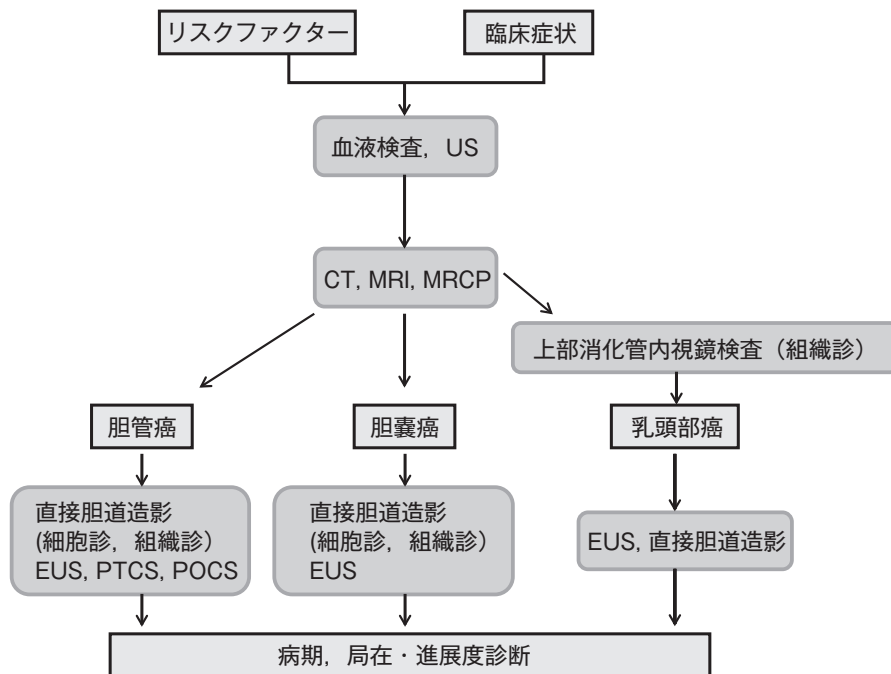 リスクファクター
臨床症状
血液検査，US
CT, MRI, MRCP
上部消化管内視鏡検査（組織診）
胆管癌
胆囊癌
乳頭部癌
直接胆道造影
(細胞診，組織診）
EUS, PTCS, POCS
直接胆道造影
(細胞診，組織診）
EUS
EUS, 直接胆道造影
病期，局在・進展度診断